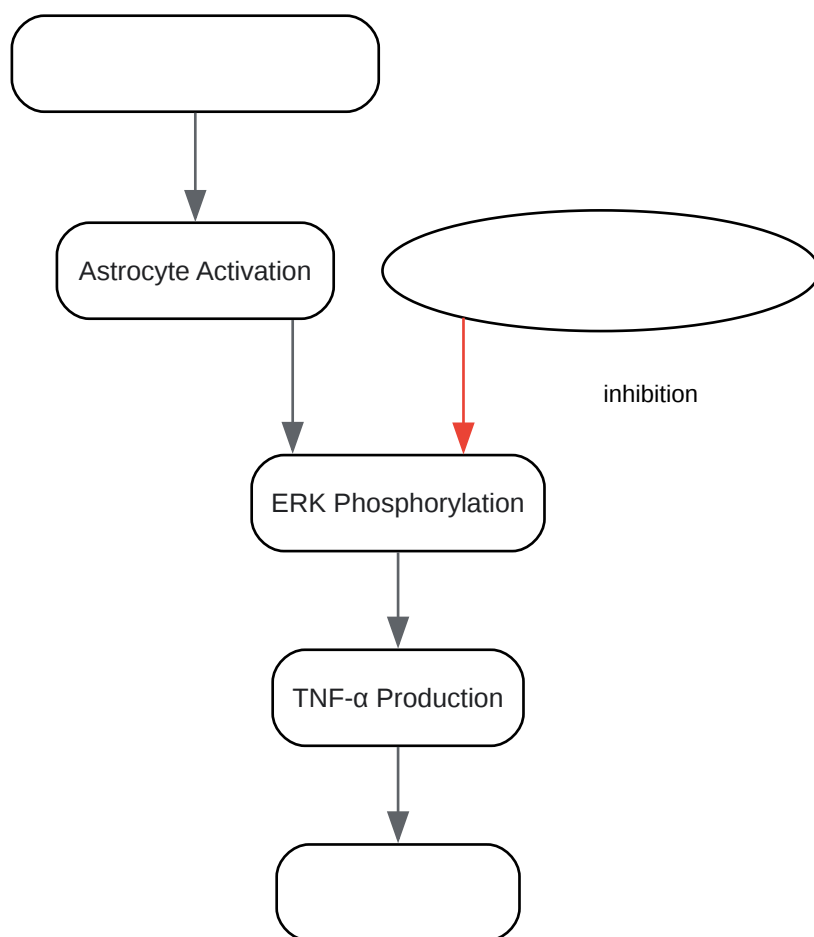 Astrocyte Activation
inhibition
ERK Phosphorylation
TNF-α Production